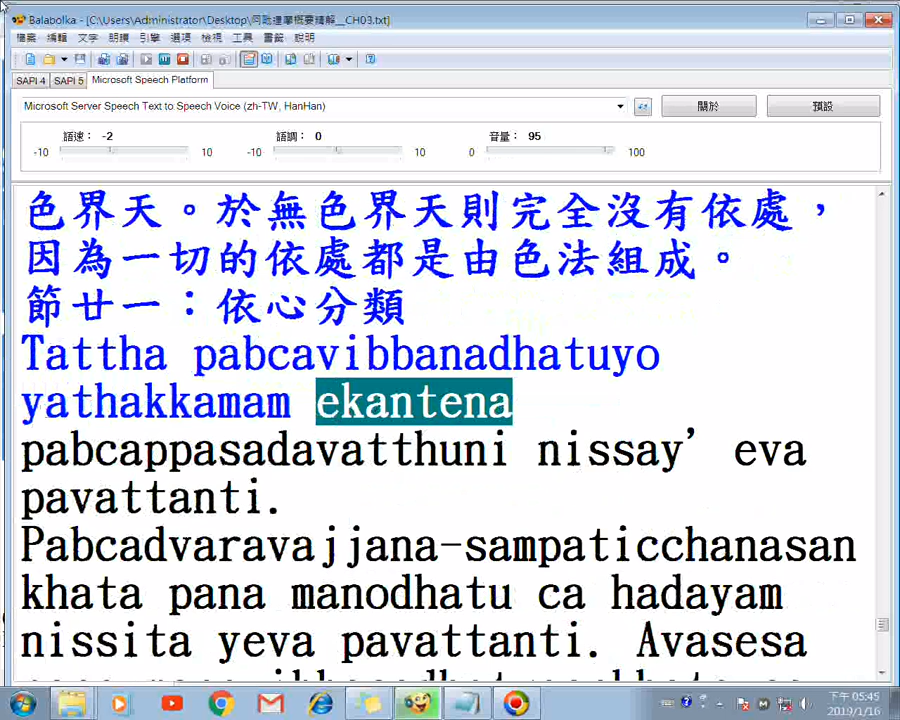 Balabolka - [C:\Users\Administrator\Desktop\阿毗達摩概要精解__CH03.txt]
檔案 編輯 文字 朗讀 引擎 選項 檢視 工具 書籤 說明
SAPI 4 SAPI 5 Microsoft Speech Platform
Microsoft Server Speech Text to Speech Voice (zh-TW, HanHan) 關於 預設
語速： -2 語調： 0 音量： 95
-10 10 -10 10 0 100
色界天。於無色界天則完全沒有依處，
因為一切的依處都是由色法組成。
節廿一：依心分類
Tattha pabcavibbanadhatuyo
yathakkamam ekantena
pabcappasadavatthuni nissay’ eva
pavattanti.
Pabcadvaravajjana-sampaticchanasan
khata pana manodhatu ca hadayam
nissita yeva pavattanti. Avasesa
下午 05:45
2019/1/16